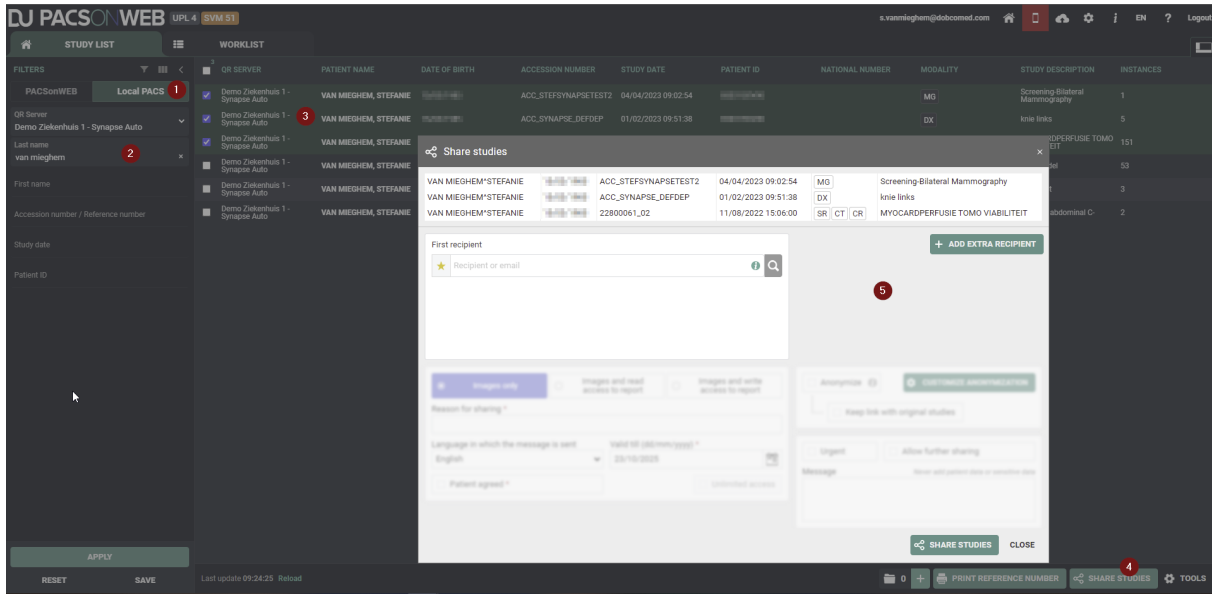 DJ PACSONWEB UPL 4 SVM 51 s.vanmieghem@dobcomed.com i EN ? Logout
STUDY LIST WORKLIST
FILTERS
PACSonWEB Local PACS 1
QR Server
Demo Ziekenhuis 1 - Synapse Auto
Last name
van mieghem 2 ×
First name
Accession number / Reference number
Study date
Patient ID
APPLY
RESET SAVE
3 QR SERVER PATIENT NAME DATE OF BIRTH ACCESSION NUMBER STUDY DATE PATIENT ID NATIONAL NUMBER MODALITY STUDY DESCRIPTION INSTANCES
Demo Ziekenhuis 1 - Synapse Auto VAN MIEGHEM, STEFANIE ACC_STEFSYNAPSETEST2 04/04/2023 09:02:54 MG Screening-Bilateral Mammography 1
Demo Ziekenhuis 1 - Synapse Auto 3 VAN MIEGHEM, STEFANIE ACC_SYNAPSE_DEFDEP 01/02/2023 09:51:38 DX knie links 5
Demo Ziekenhuis 1 - Synapse Auto VAN MIEGHEM, STEFANIE TOMO 151
Demo Ziekenhuis 1 - Synapse Auto VAN MIEGHEM, STEFANIE 53
Demo Ziekenhuis 1 - Synapse Auto VAN MIEGHEM, STEFANIE 3
Demo Ziekenhuis 1 - Synapse Auto VAN MIEGHEM, STEFANIE abdominal C- 2
Share studies ×
VAN MIEGHEM^STEFANIE ACC_STEFSYNAPSETEST2 04/04/2023 09:02:54 MG Screening-Bilateral Mammography
VAN MIEGHEM^STEFANIE ACC_SYNAPSE_DEFDEP 01/02/2023 09:51:38 DX knie links
VAN MIEGHEM^STEFANIE 22800061_02 11/08/2022 15:06:00 SR CT CR MYOCARDPERFUSIE TOMO VIABILITEIT
First recipient
+ ADD EXTRA RECIPIENT
Recipient or email
5
Images only
Images and read access to report
Images and write access to report
Anonymize
CUSTOMIZE ANONYMIZATION
Keep link with original studies
Reason for sharing *
Language in which the message is sent
English
Valid till (dd/mm/yyyy) *
23/10/2025
Patient agreed *
Unlimited access
Urgent
Allow further sharing
Message
Never add patient data or sensitive data
SHARE STUDIES CLOSE
Last update 09:24:25 Reload
0 + PRINT REFERENCE NUMBER SHARE STUDIES 4 TOOLS